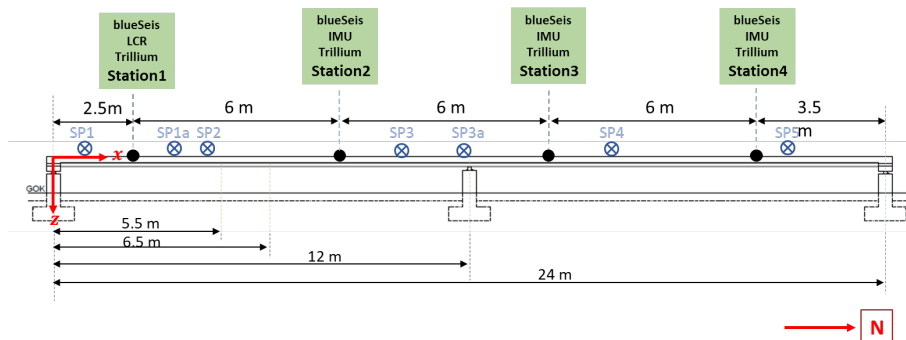 blueSeis
LCR
Trillium
Station1
blueSeis
IMU
Trillium
Station2
blueSeis
IMU
Trillium
Station3
blueSeis
IMU
Trillium
Station4
2.5m
6 m
6 m
6 m
3.5
m
SP1
SP1a
SP2
SP3
SP3a
SP4
SP5
x
GOK
z
5.5 m
6.5 m
12 m
24 m
N